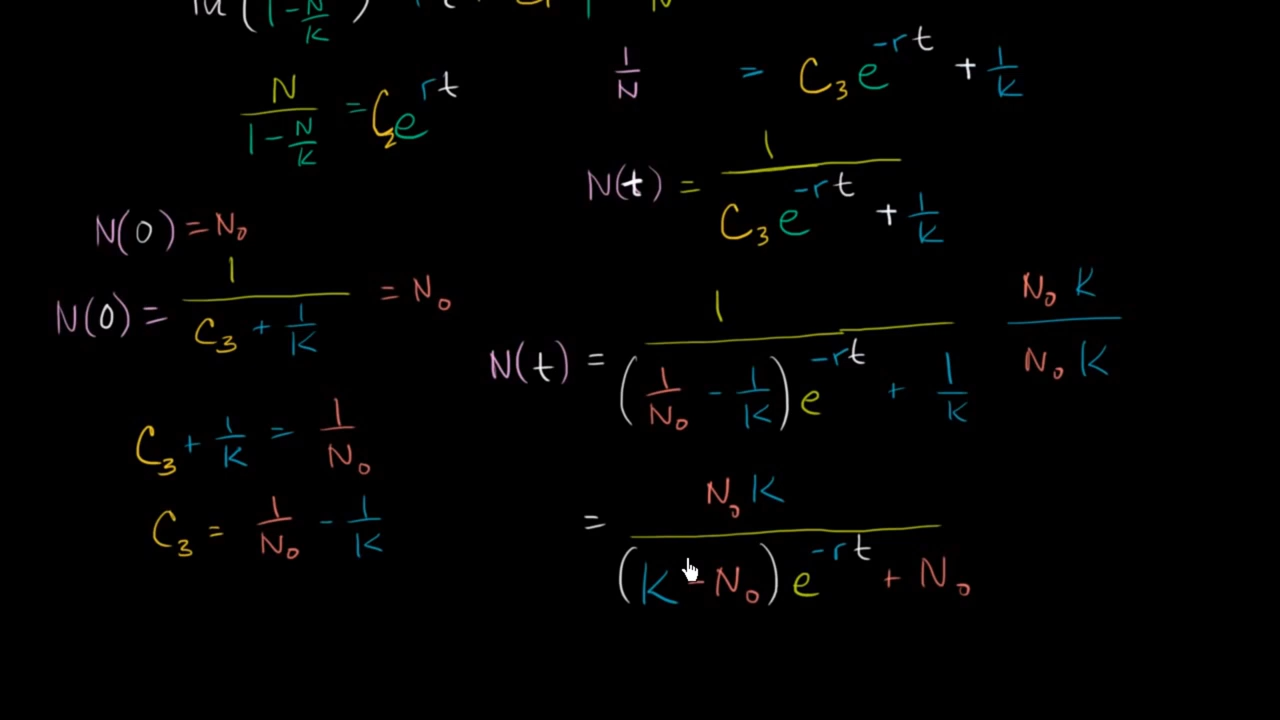 ln(
1 - N/K
N/(1 - N/K) = C₂e^(rt)
N(0) = N₀
N(0) = 1/(C₃ + 1/K) = N₀
C₃ + 1/K = 1/N₀
C₃ = 1/N₀ - 1/K
1/N = C₃e^(-rt) + 1/K
N(t) = 1/(C₃e^(-rt) + 1/K)
N(t) = 1/((1/N₀ - 1/K)e^(-rt) + 1/K) N₀K/N₀K
= N₀K/((K - N₀)e^(-rt) + N₀)